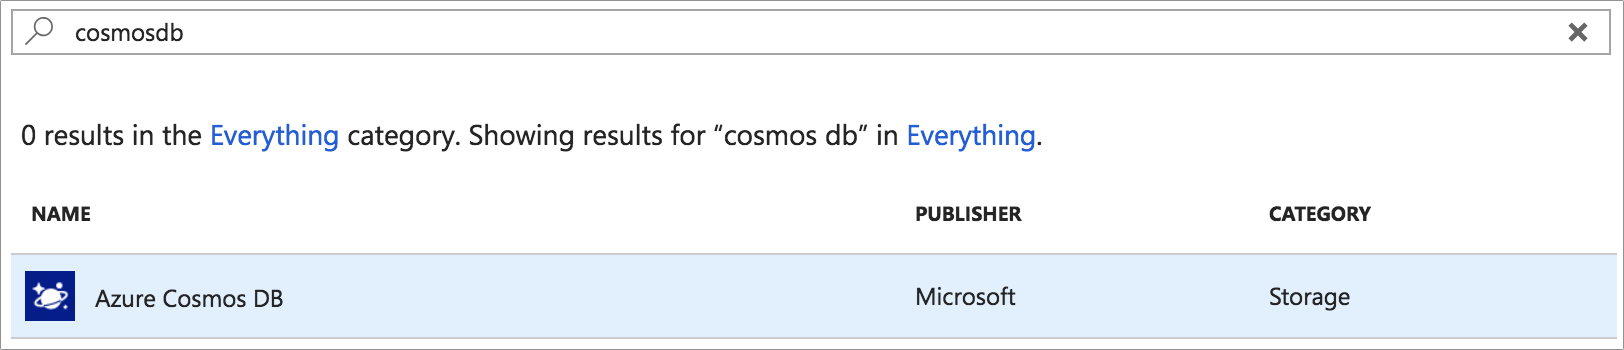 cosmosdb
0 results in the Everything category. Showing results for “cosmos db” in Everything.
NAME PUBLISHER CATEGORY
Azure Cosmos DB Microsoft Storage